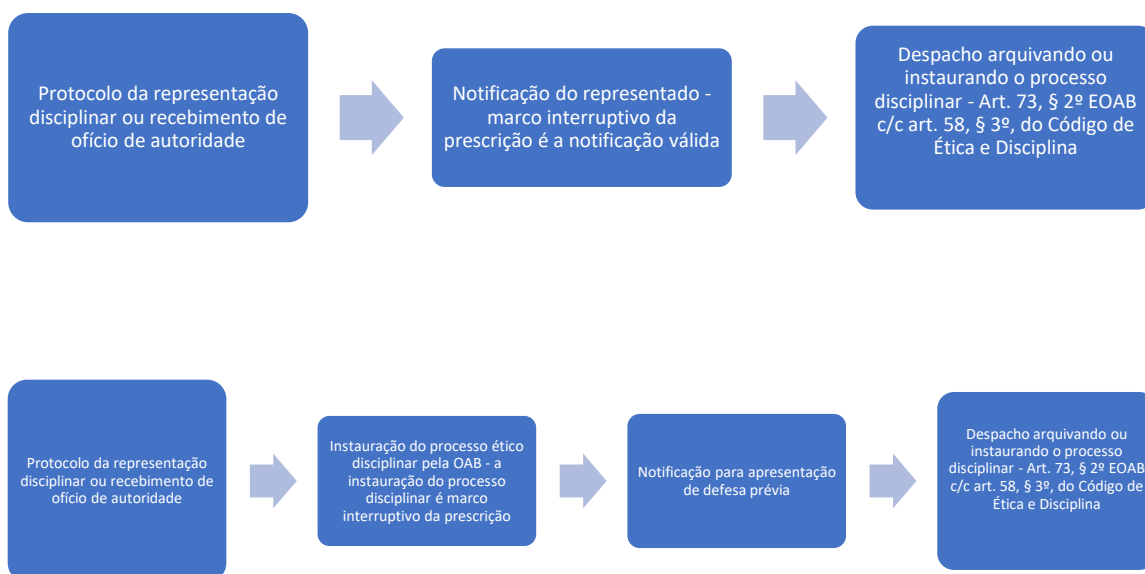 Protocolo da representação
disciplinar ou recebimento de
ofício de autoridade
Notificação do representado -
marco interruptivo da
prescrição é a notificação válida
Despacho arquivando ou
instaurando o processo
disciplinar - Art. 73, § 2º EOAB
c/c art. 58, § 3º, do Código de
Ética e Disciplina
Protocolo da representação
disciplinar ou recebimento de
ofício de autoridade
Instauração do processo ético
disciplinar pela OAB - a
instauração do processo
disciplinar é marco
interruptivo da prescrição
Notificação para apresentação
de defesa prévia
Despacho arquivando ou
instaurando o processo
disciplinar - Art. 73, § 2º EOAB
c/c art. 58, § 3º, do Código de
Ética e Disciplina